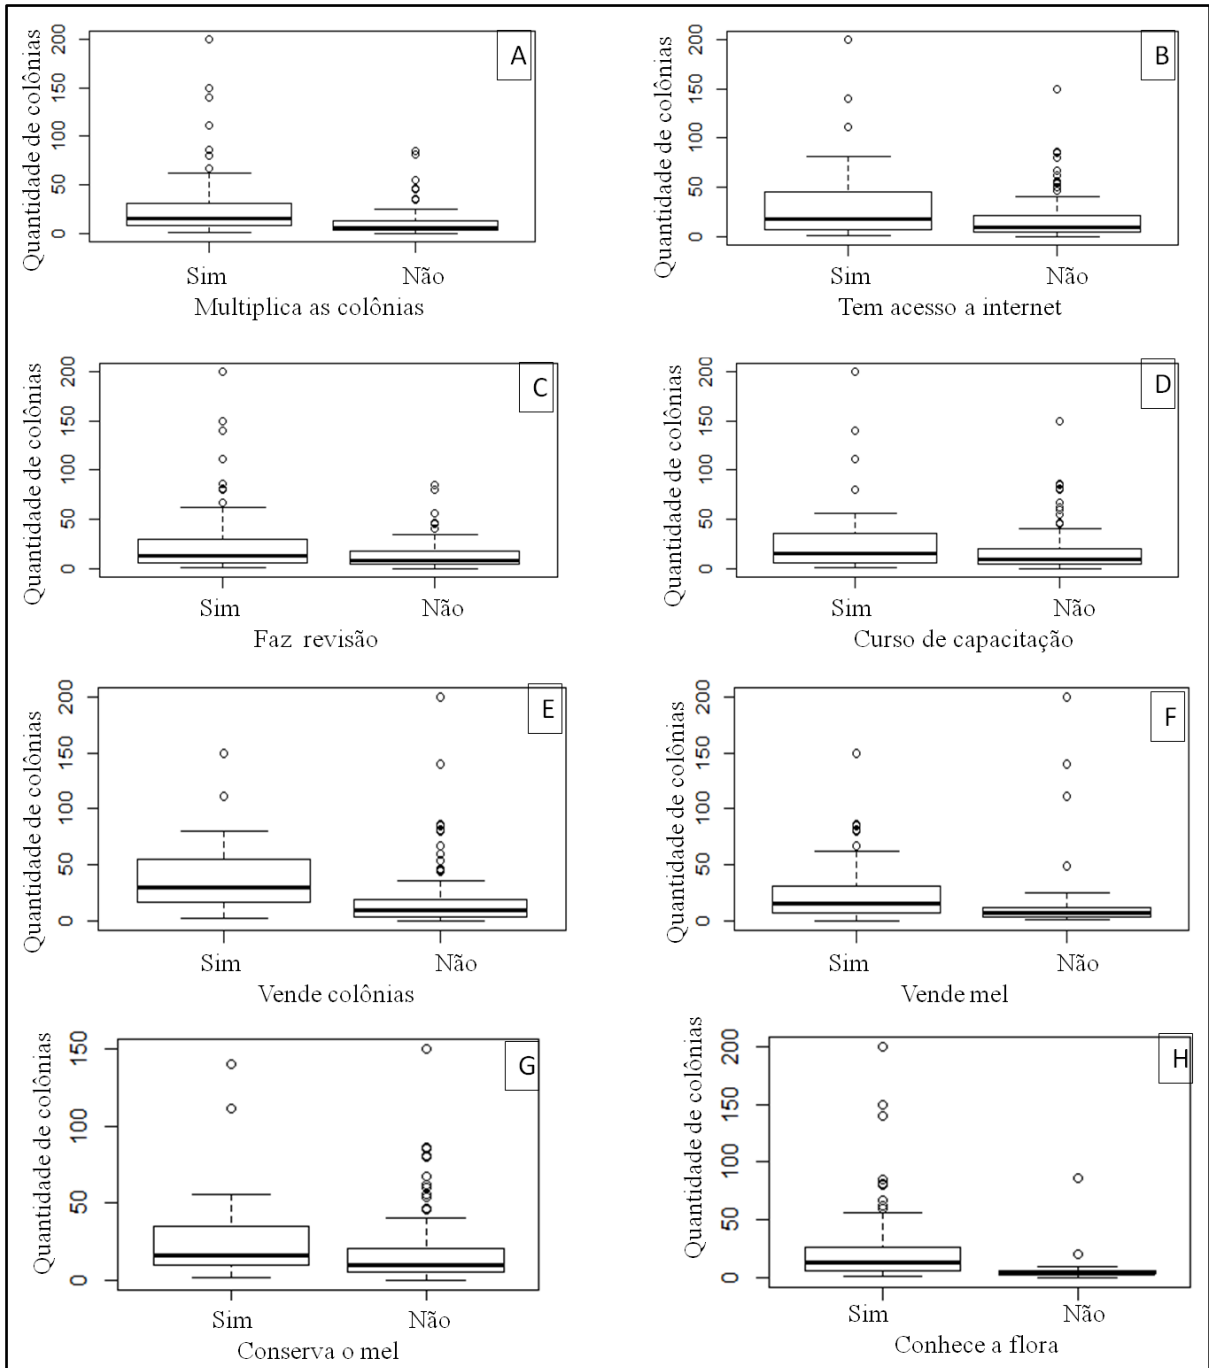 A
Quantidade de colônias
200
150
100
50
0
Sim Não
Multiplica as colônias
B
Quantidade de colônias
200
150
100
50
0
Sim Não
Tem acesso a internet
C
Quantidade de colônias
200
150
100
50
0
Sim Não
Faz revisão
D
Quantidade de colônias
200
150
100
50
0
Sim Não
Curso de capacitação
E
Quantidade de colônias
200
150
100
50
0
Sim Não
Vende colônias
F
Quantidade de colônias
200
150
100
50
0
Sim Não
Vende mel
G
Quantidade de colônias
150
100
50
0
Sim Não
Conserva o mel
H
Quantidade de colônias
200
150
100
50
0
Sim Não
Conhece a flora